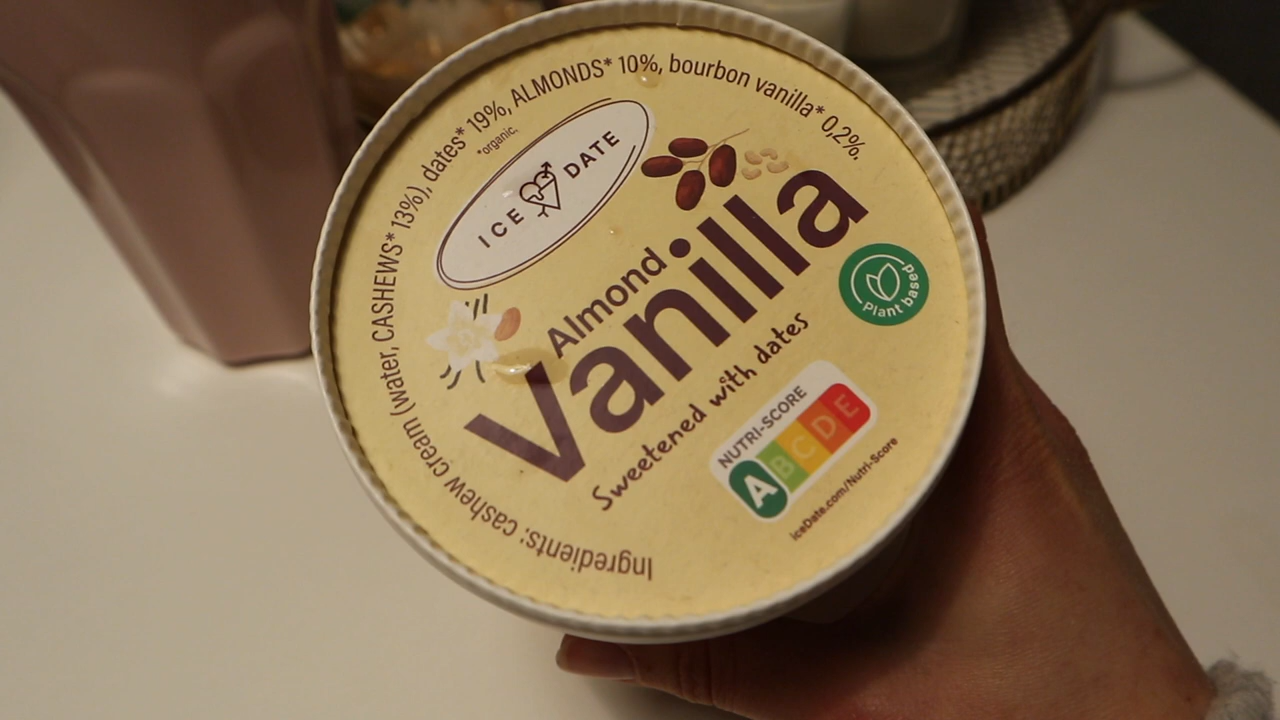 Ingredients: cashew cream (water, CASHEWS* 13%), dates* 19%, ALMONDS* 10%, bourbon vanilla* 0,2%.
*organic.
ICE DATE
Almond
Vanilla
Sweetened with dates
Plant based
NUTRI-SCORE
A B C D E
iceDate.com/Nutri-Score